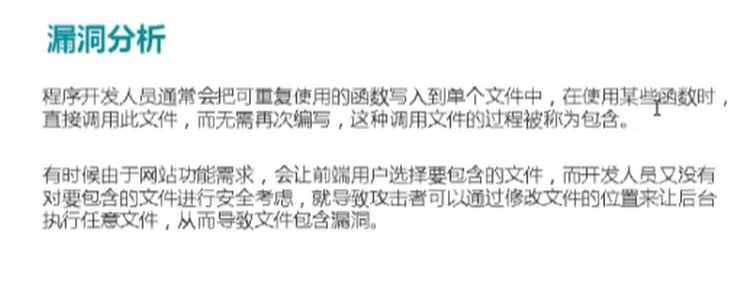 漏洞分析
程序开发人员通常会把可重复使用的函数写入到单个文件中，在使用某些函数时，
直接调用此文件，而无需再次编写，这种调用文件的过程被称为包含。
有时候由于网站功能需求，会让前端用户选择要包含的文件，而开发人员又没有
对要包含的文件进行安全考虑，就导致攻击者可以通过修改文件的位置来让后台
执行任意文件，从而导致文件包含漏洞。